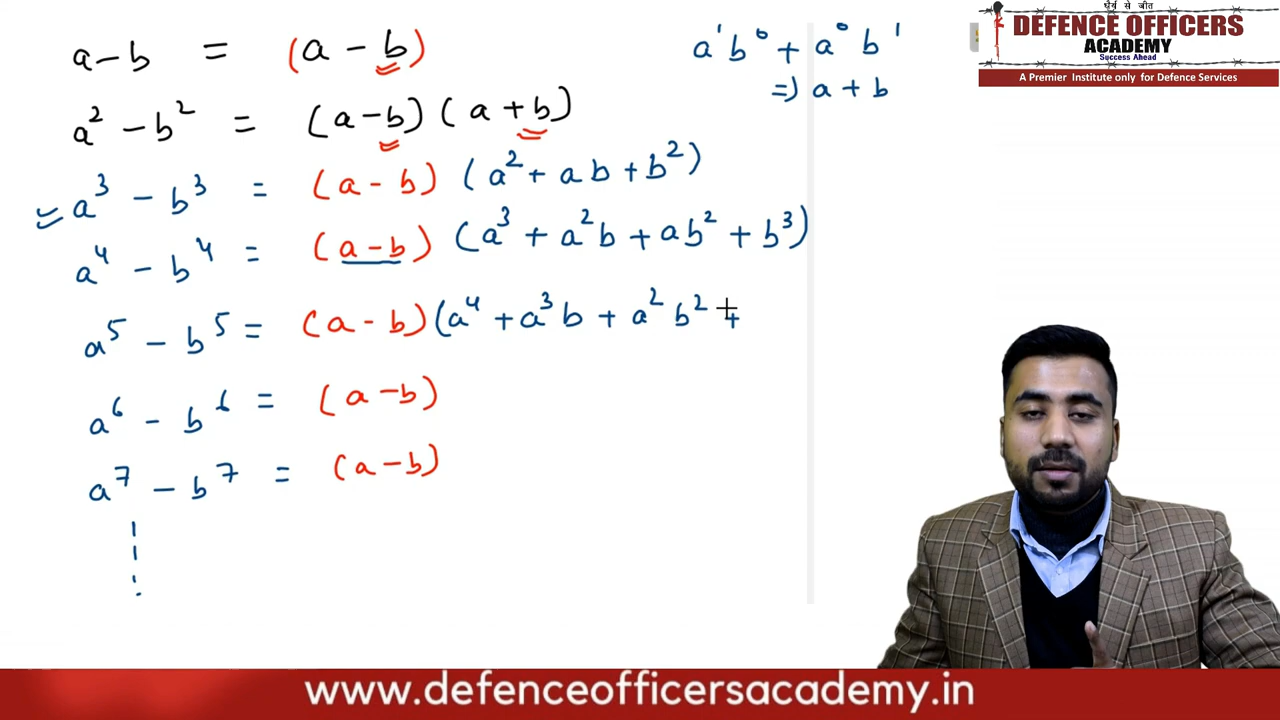 a - b = (a - b)
a² - b² = (a - b) (a + b)
a³ - b³ = (a - b) (a² + ab + b²)
a⁴ - b⁴ = (a - b) (a³ + a²b + ab² + b³)
a⁵ - b⁵ = (a - b) (a⁴ + a³b + a²b² +
a⁶ - b⁶ = (a - b)
a⁷ - b⁷ = (a - b)
a¹b⁰ + a⁰b¹
=> a + b
धैर्य से जीत
DEFENCE OFFICERS
ACADEMY
Success Ahead
A Premier Institute only for Defence Services
www.defenceofficersacademy.in